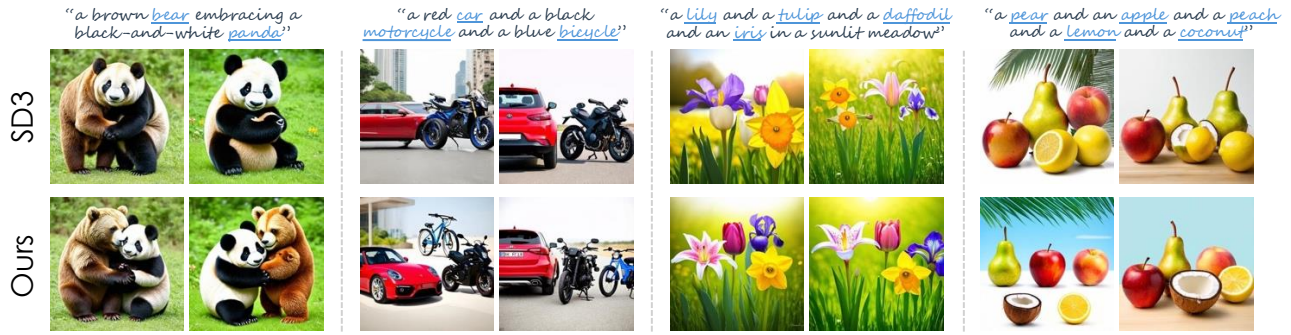 “a brown bear embracing a
black-and-white panda”
“a red car and a black
motorcycle and a blue bicycle”
“a lily and a tulip and a daffodil
and an iris in a sunlit meadow”
“a pear and an apple and a peach
and a lemon and a coconut”
SD3
Ours